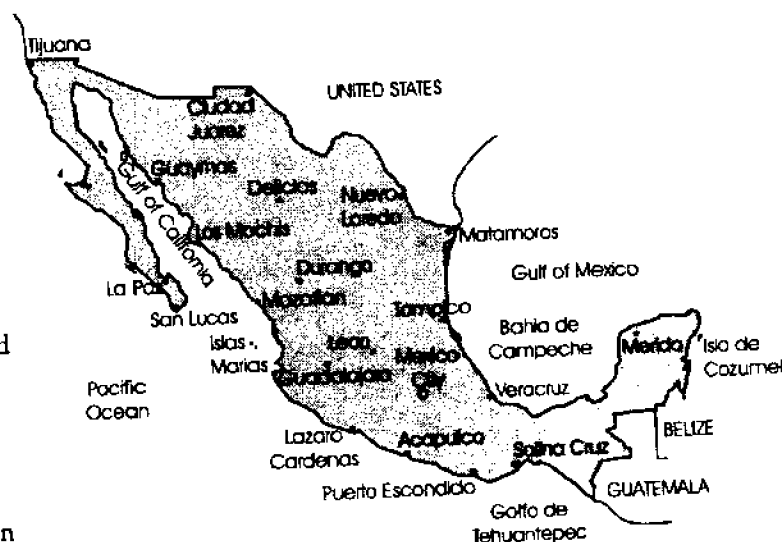 Tijuana
UNITED STATES
Ciudad
Juarez
Guaymas
Delicias
Nuevo
Laredo
Gulf of California
Los Mochis
Matamoros
Durango
Gulf of Mexico
La Paz
Mazatlan
San Lucas
Tampico
Islas
Marias
Leon
Guadalajara
Mexico
City
Bahia de
Campeche
Merida
Isla de
Cozumel
Pacific
Ocean
Veracruz
Lazaro
Cardenas
Acapulco
Salina Cruz
BELIZE
Puerto Escondido
GUATEMALA
Golfo de
Tehuantepec